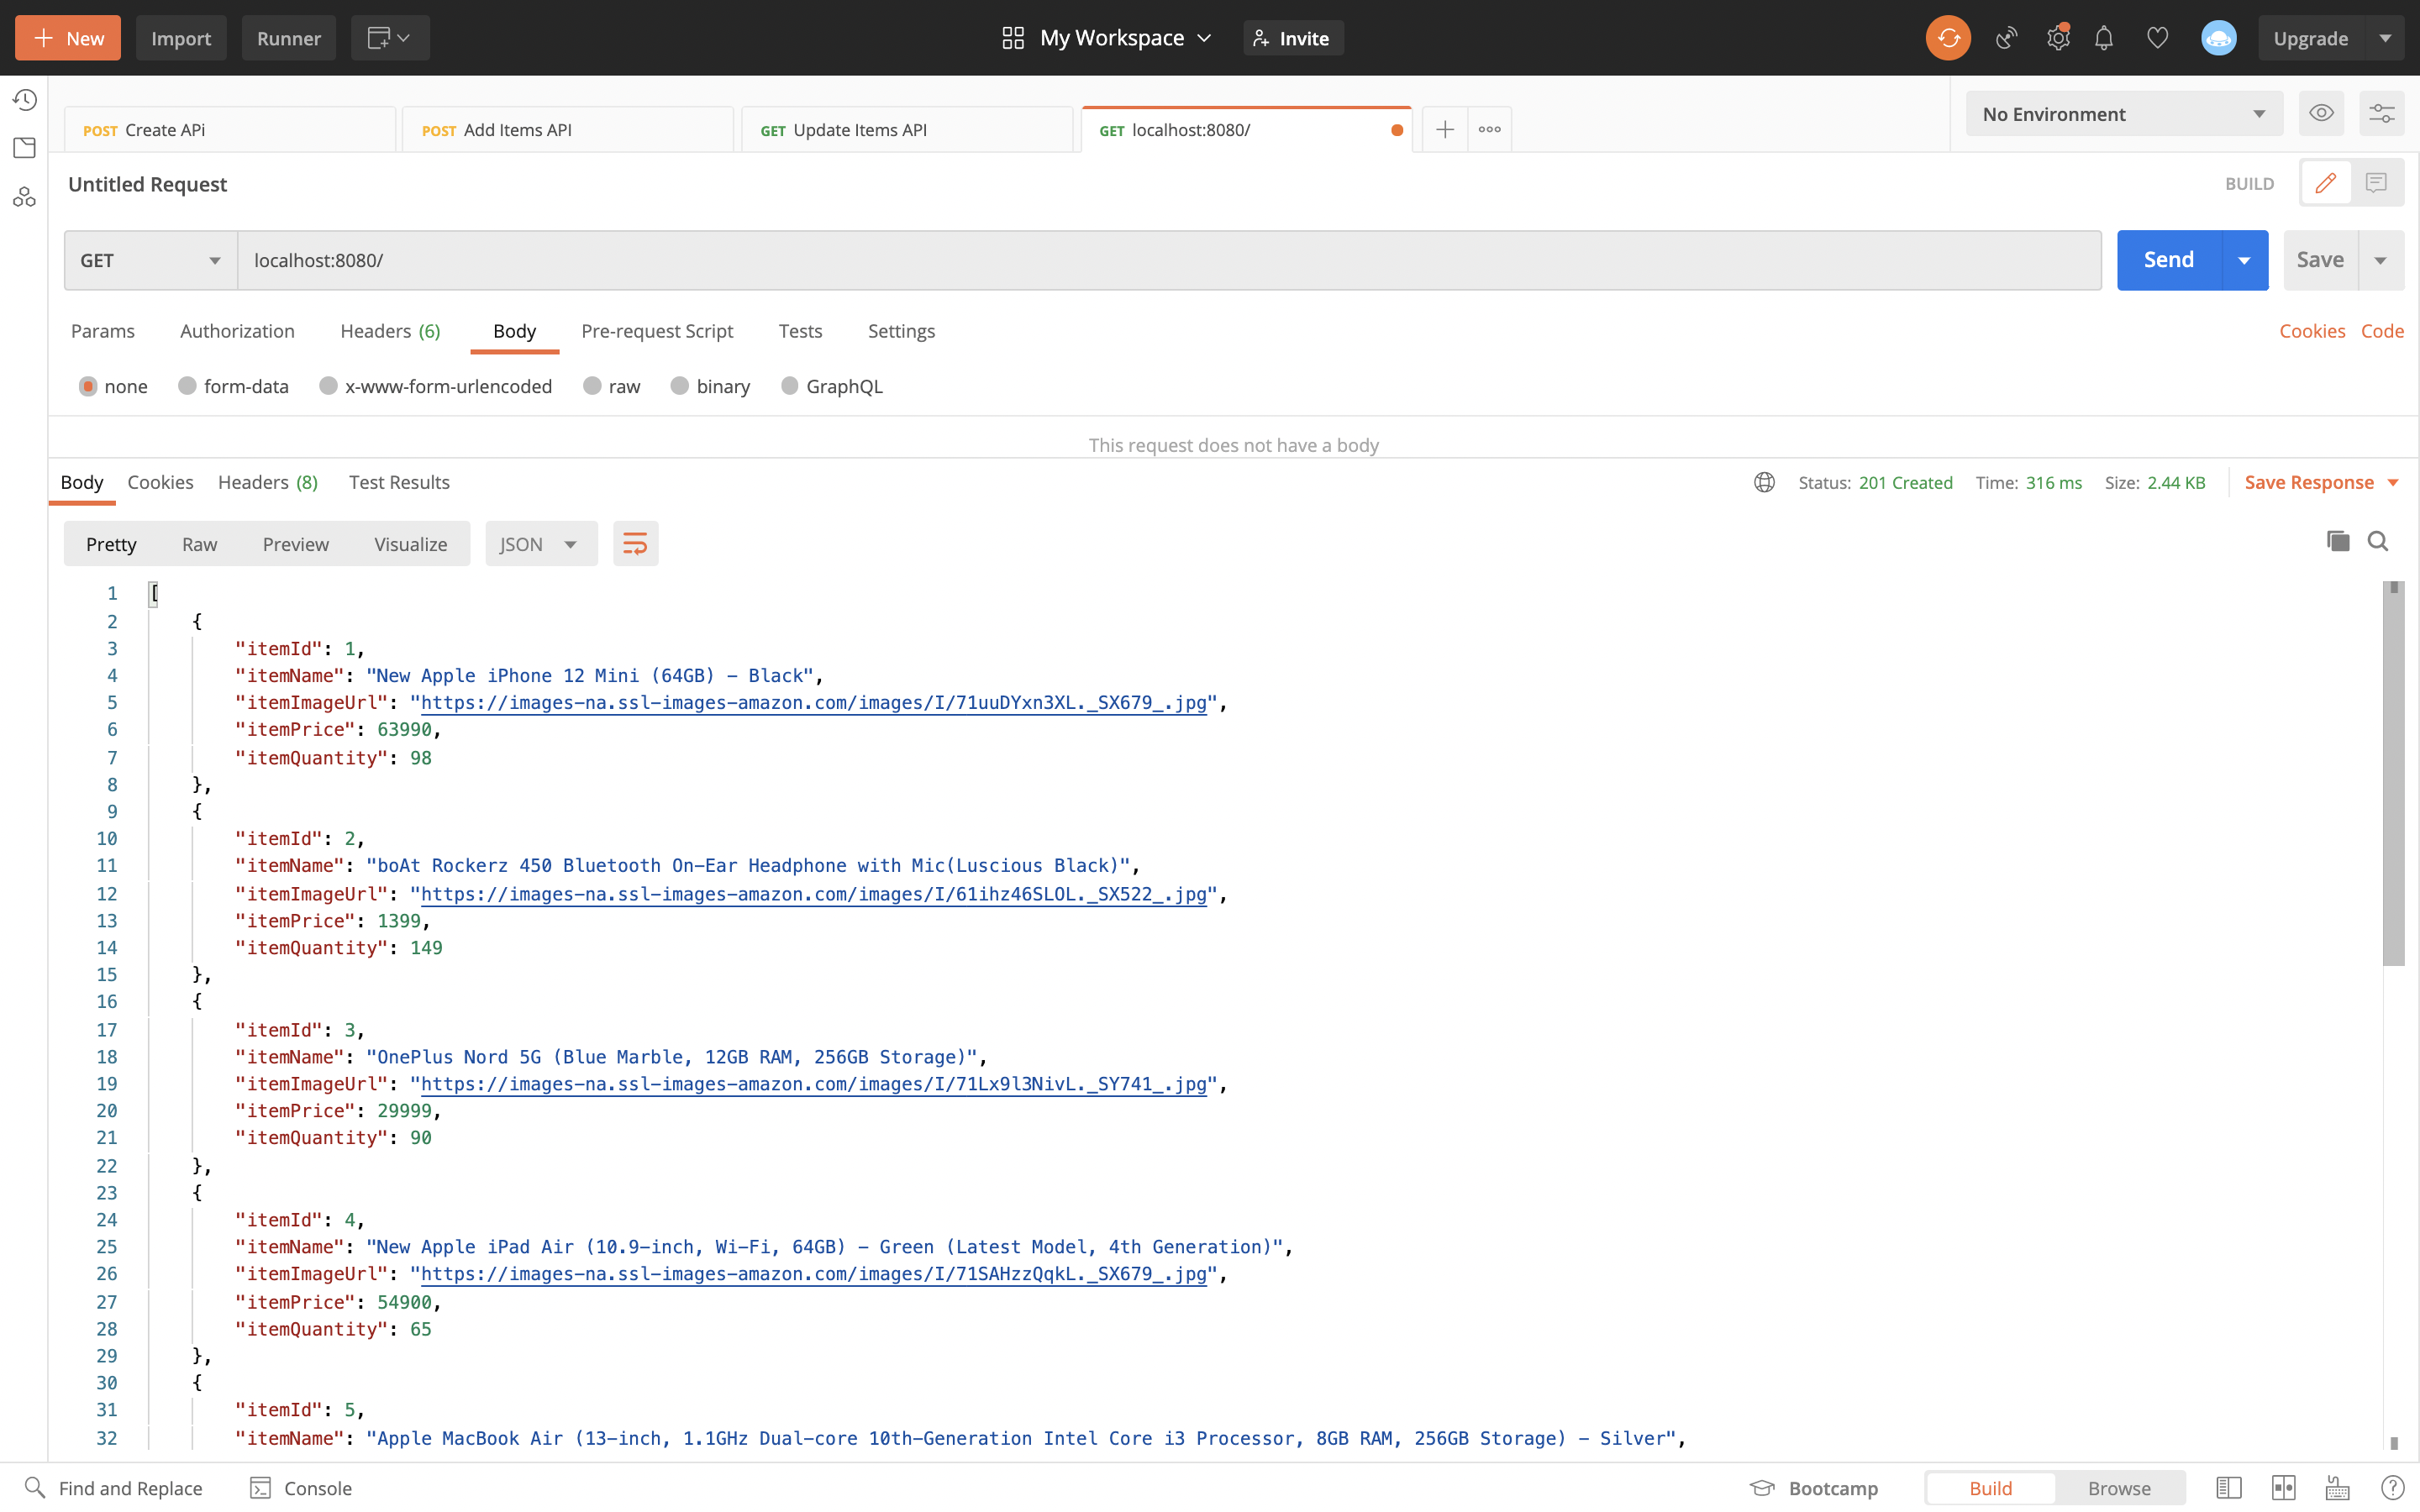 New Import Runner My Workspace Invite Upgrade
POST Create APi POST Add Items API GET Update Items API GET localhost:8080/ No Environment
Untitled Request BUILD
GET localhost:8080/ Send Save
Params Authorization Headers (6) Body Pre-request Script Tests Settings Cookies Code
none form-data x-www-form-urlencoded raw binary GraphQL
This request does not have a body
Body Cookies Headers (8) Test Results Status: 201 Created Time: 316 ms Size: 2.44 KB Save Response
Pretty Raw Preview Visualize JSON
1 [
2 {
3 "itemId": 1,
4 "itemName": "New Apple iPhone 12 Mini (64GB) - Black",
5 "itemImageUrl": "https://images-na.ssl-images-amazon.com/images/I/71uuDYxn3XL._SX679_.jpg",
6 "itemPrice": 63990,
7 "itemQuantity": 98
8 },
9 {
10 "itemId": 2,
11 "itemName": "boAt Rockerz 450 Bluetooth On-Ear Headphone with Mic(Luscious Black)",
12 "itemImageUrl": "https://images-na.ssl-images-amazon.com/images/I/61ihz46SLOL._SX522_.jpg",
13 "itemPrice": 1399,
14 "itemQuantity": 149
15 },
16 {
17 "itemId": 3,
18 "itemName": "OnePlus Nord 5G (Blue Marble, 12GB RAM, 256GB Storage)",
19 "itemImageUrl": "https://images-na.ssl-images-amazon.com/images/I/71Lx9l3NivL._SY741_.jpg",
20 "itemPrice": 29999,
21 "itemQuantity": 90
22 },
23 {
24 "itemId": 4,
25 "itemName": "New Apple iPad Air (10.9-inch, Wi-Fi, 64GB) - Green (Latest Model, 4th Generation)",
26 "itemImageUrl": "https://images-na.ssl-images-amazon.com/images/I/71SAHzzQqkL._SX679_.jpg",
27 "itemPrice": 54900,
28 "itemQuantity": 65
29 },
30 {
31 "itemId": 5,
32 "itemName": "Apple MacBook Air (13-inch, 1.1GHz Dual-core 10th-Generation Intel Core i3 Processor, 8GB RAM, 256GB Storage) - Silver",
Find and Replace Console Bootcamp Build Browse